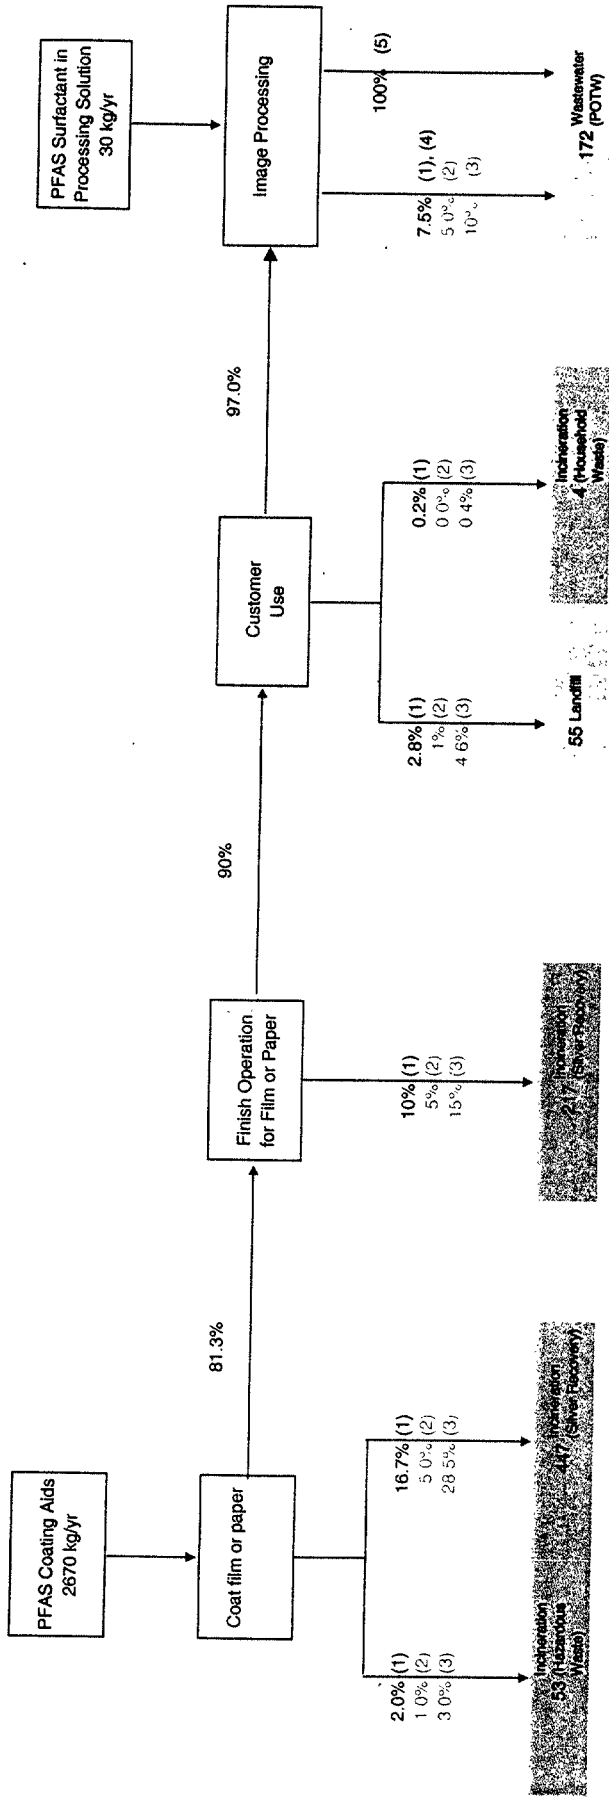 PFAS Coating Aids
2670 kg/yr
Coat film or paper
2.0% (1)
1 0% (2)
3 0% (3)
16.7% (1)
5 0% (2)
28 5% (3)
Incineration
53 (Hazardous
Waste)
447 Incineration
(Silver Recovery)
81.3%
Finish Operation
for Film or Paper
10% (1)
5% (2)
15% (3)
217 Incineration
(Silver Recovery)
90%
Customer
Use
2.8% (1)
1% (2)
4 6% (3)
0.2% (1)
0 0% (2)
0 4% (3)
55 Landfill
Incineration
4 (Household
Waste)
97.0%
PFAS Surfactant in
Processing Solution
30 kg/yr
Image Processing
7.5% (1), (4)
5 0% (2)
10% (3)
100% (5)
172 Wastewater
(POTW)